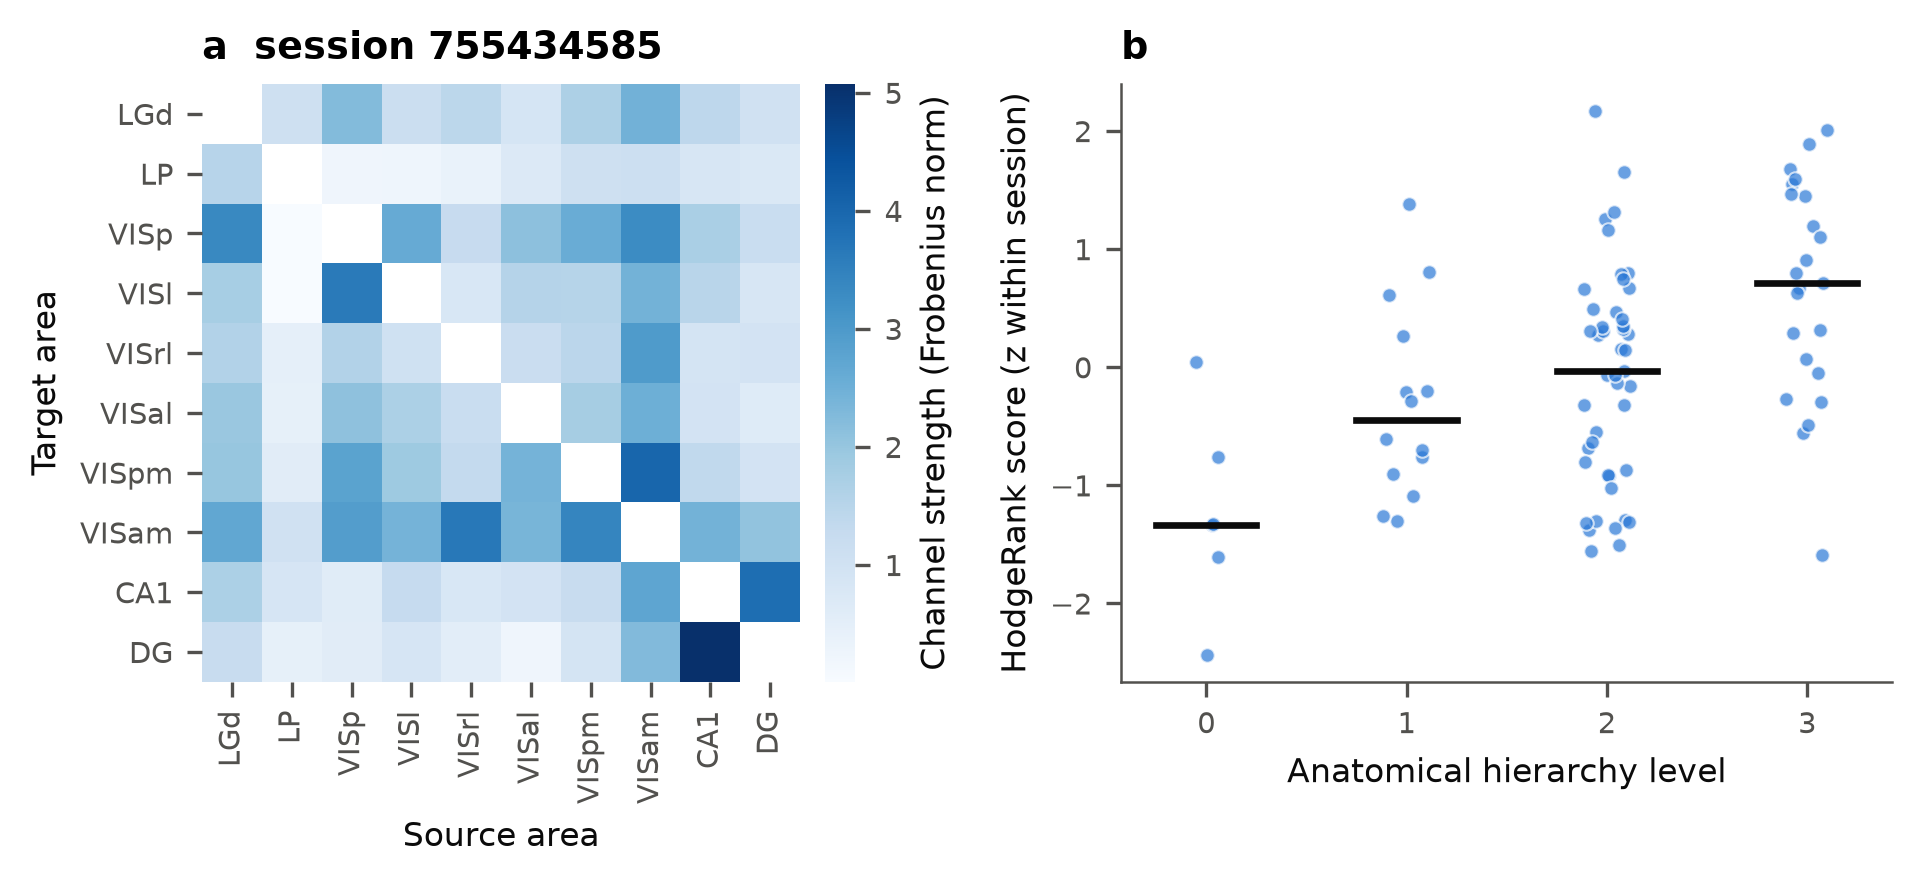 a session 755434585
LGd
LP
VISp
VISl
VISrl
VISal
VISpm
VISam
CA1
DG
Target area
LGd
LP
VISp
VISl
VISrl
VISal
VISpm
VISam
CA1
DG
Source area
5
4
3
2
1
Channel strength (Frobenius norm)
b
2
1
0
−1
−2
HodgeRank score (z within session)
0
1
2
3
Anatomical hierarchy level